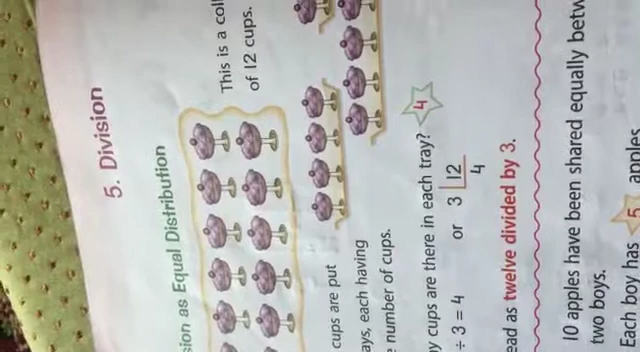 5. Division
sion as Equal Distribution
This is a coll
of 12 cups.
cups are put
ays, each having
e number of cups.
y cups are there in each tray? 4
÷ 3 = 4 or 3 12
4
ead as twelve divided by 3.
10 apples have been shared equally betw
two boys.
Each boy has 5 apples